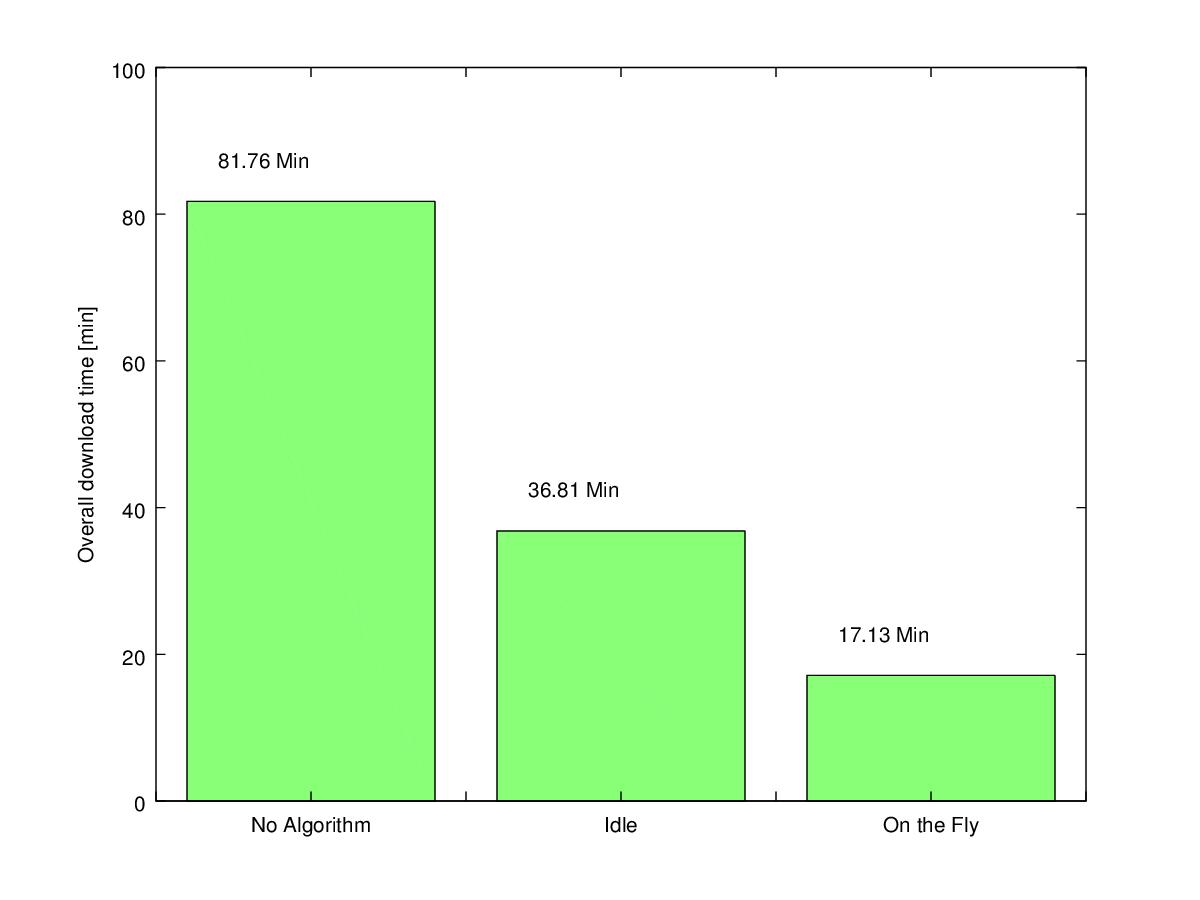 100
81.76 Min
80
60
Overall download time [min]
40
36.81 Min
20
17.13 Min
0
No Algorithm
Idle
On the Fly